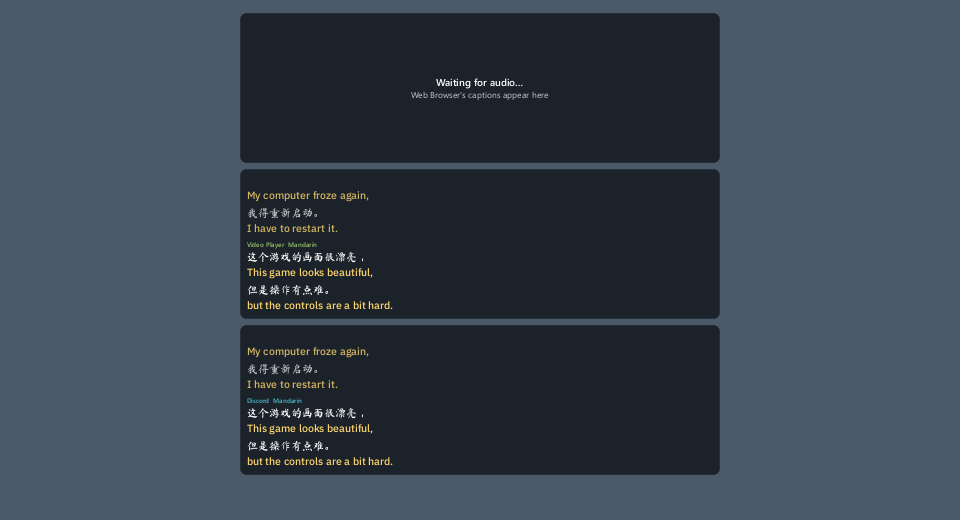 Waiting for audio...
Web Browser's captions appear here
My computer froze again,
我得重新启动。
I have to restart it.
Video Player Mandarin
这个游戏的画面很漂亮，
This game looks beautiful,
但是操作有点难。
but the controls are a bit hard.
My computer froze again,
我得重新启动。
I have to restart it.
Discord Mandarin
这个游戏的画面很漂亮，
This game looks beautiful,
但是操作有点难。
but the controls are a bit hard.